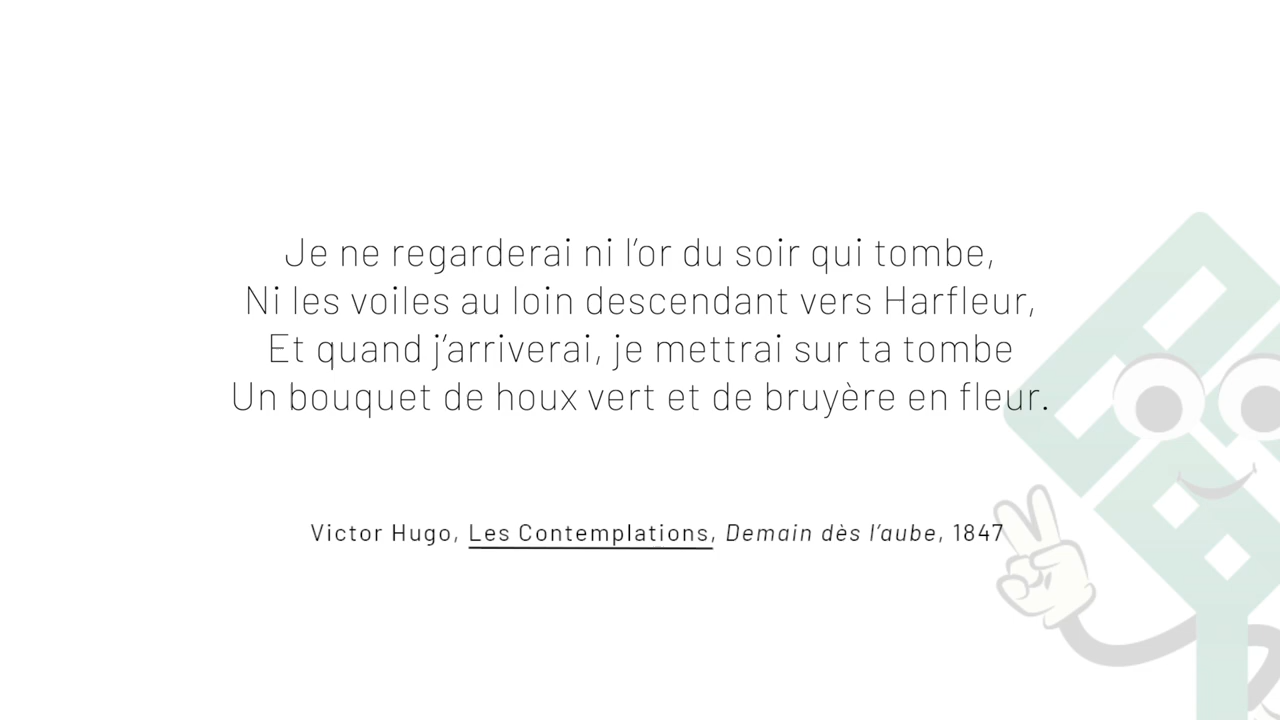 Je ne regarderai ni l’or du soir qui tombe,
Ni les voiles au loin descendant vers Harfleur,
Et quand j’arriverai, je mettrai sur ta tombe
Un bouquet de houx vert et de bruyère en fleur.
Victor Hugo, Les Contemplations, Demain dès l’aube, 1847